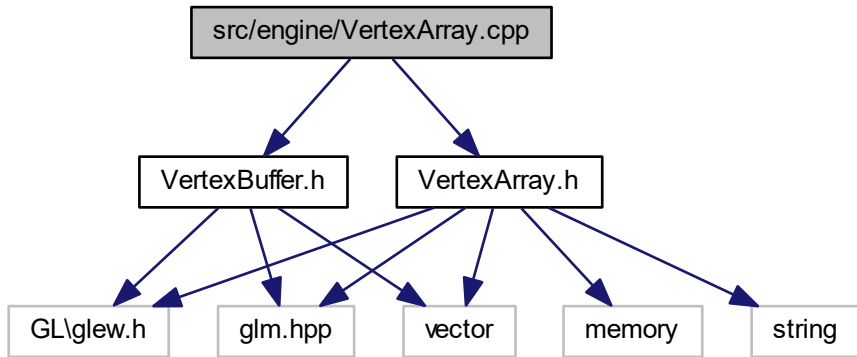 src/engine/VertexArray.cpp
VertexBuffer.h
VertexArray.h
GL\glew.h
glm.hpp
vector
memory
string